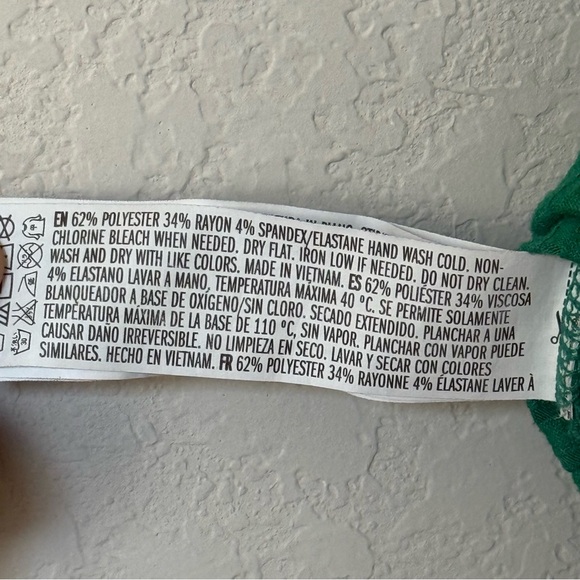 EN 62% POLYESTER 34% RAYON 4% SPANDEX/ELASTANE HAND WASH COLD. NON-
CHLORINE BLEACH WHEN NEEDED. DRY FLAT. IRON LOW IF NEEDED. DO NOT DRY CLEAN.
WASH AND DRY WITH LIKE COLORS. MADE IN VIETNAM. ES 62% POLIÉSTER 34% VISCOSA
4% ELASTANO LAVAR A MANO, TEMPERATURA MÁXIMA 40 ºC. SE PERMITE SOLAMENTE
BLANQUEADOR A BASE DE OXÍGENO/SIN CLORO. SECADO EXTENDIDO. PLANCHAR A UNA
TEMPERATURA MÁXIMA DE LA BASE DE 110 ºC, SIN VAPOR. PLANCHAR CON VAPOR PUEDE
CAUSAR DAÑO IRREVERSIBLE. NO LIMPIEZA EN SECO. LAVAR Y SECAR CON COLORES
SIMILARES. HECHO EN VIETNAM. FR 62% POLYESTER 34% RAYONNE 4% ÉLASTANE LAVER À